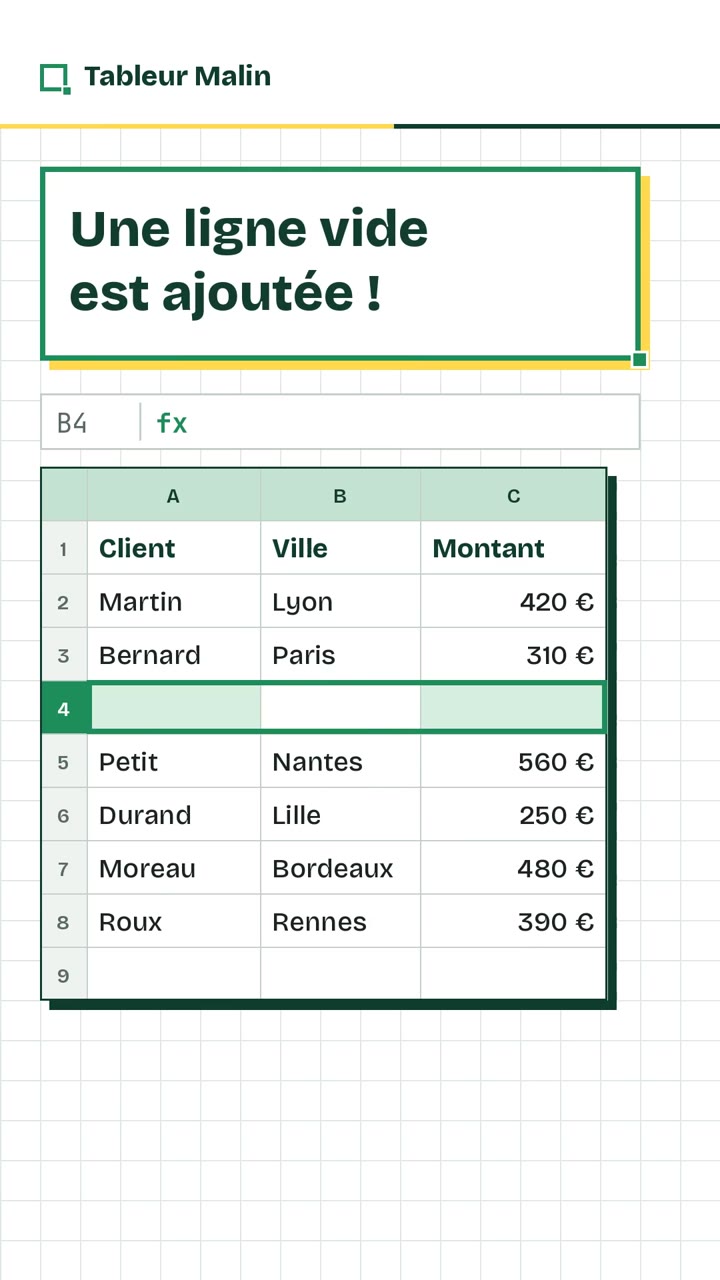 Tableur Malin
Une ligne vide
est ajoutée !
B4 fx
A B C
1 Client Ville Montant
2 Martin Lyon 420 €
3 Bernard Paris 310 €
4
5 Petit Nantes 560 €
6 Durand Lille 250 €
7 Moreau Bordeaux 480 €
8 Roux Rennes 390 €
9